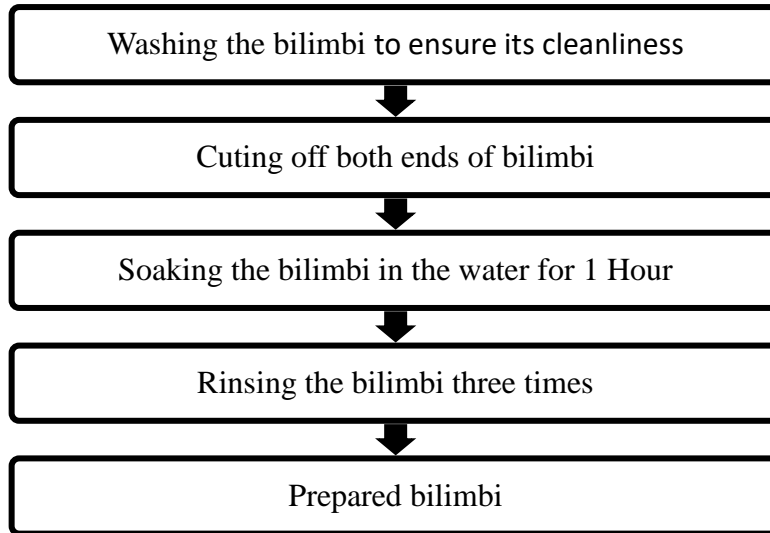 Washing the bilimbi to ensure its cleanliness
Cuting off both ends of bilimbi
Soaking the bilimbi in the water for 1 Hour
Rinsing the bilimbi three times
Prepared bilimbi